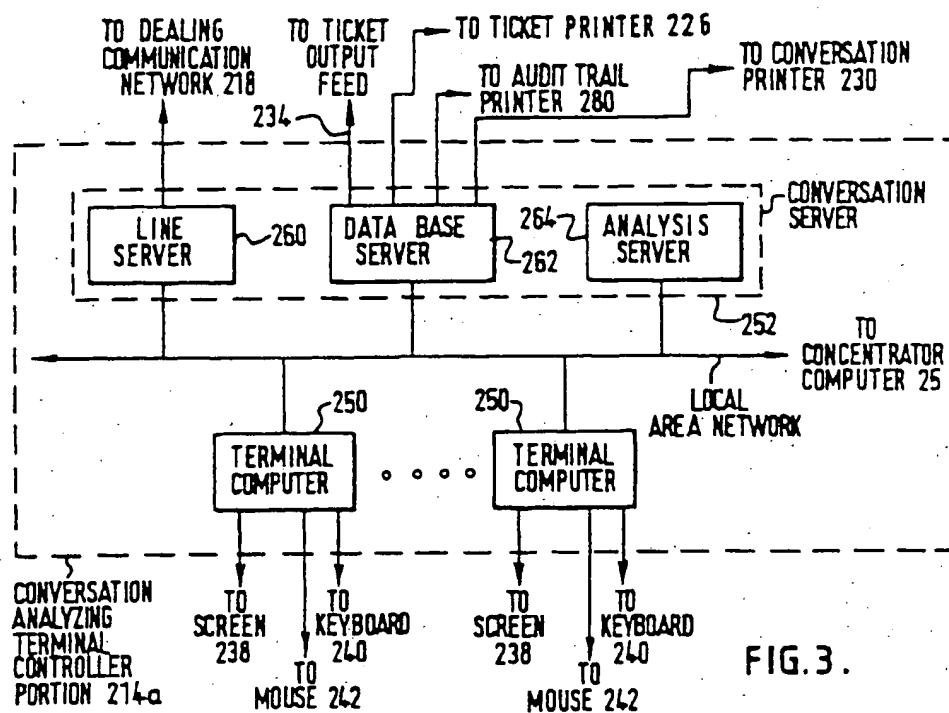 TO DEALING
COMMUNICATION
NETWORK 218
TO TICKET
OUTPUT
FEED
TO TICKET PRINTER 226
TO AUDIT TRAIL
PRINTER 280
TO CONVERSATION
PRINTER 230
234
CONVERSATION
SERVER
LINE
SERVER
260
DATA BASE
SERVER
262
264
ANALYSIS
SERVER
252
TO
CONCENTRATOR
COMPUTER 25
LOCAL
AREA NETWORK
250
TERMINAL
COMPUTER
250
TERMINAL
COMPUTER
CONVERSATION
ANALYZING
TERMINAL
CONTROLLER
PORTION 214a
TO
SCREEN
238
TO
MOUSE 242
TO
KEYBOARD
240
TO
SCREEN
238
TO
MOUSE 242
TO
KEYBOARD
240
FIG.3.